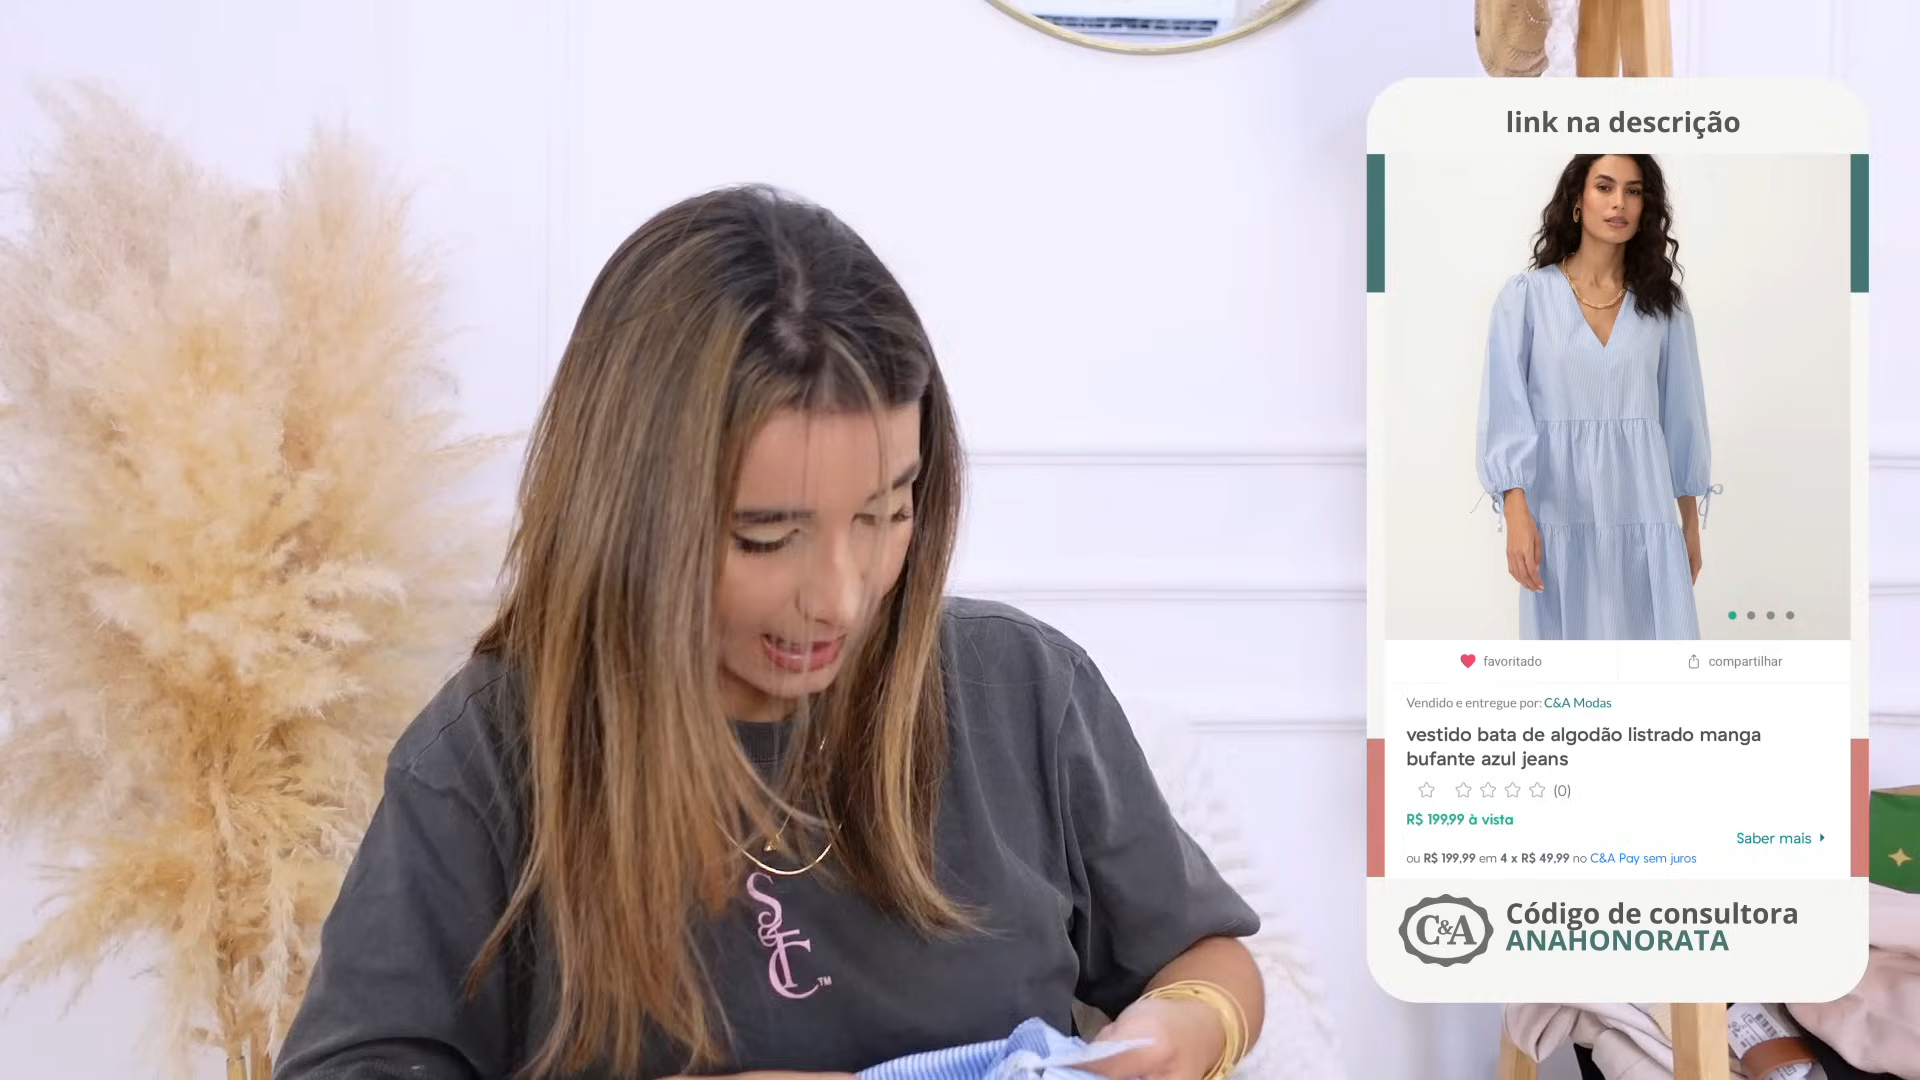 link na descrição
favoritado
compartilhar
Vendido e entregue por: C&A Modas
vestido bata de algodão listrado manga
bufante azul jeans
(0)
R$ 199,99 à vista
Saber mais
ou R$ 199,99 em 4 x R$ 49,99 no C&A Pay sem juros
C&A
Código de consultora
ANAHONORATA
S&C™